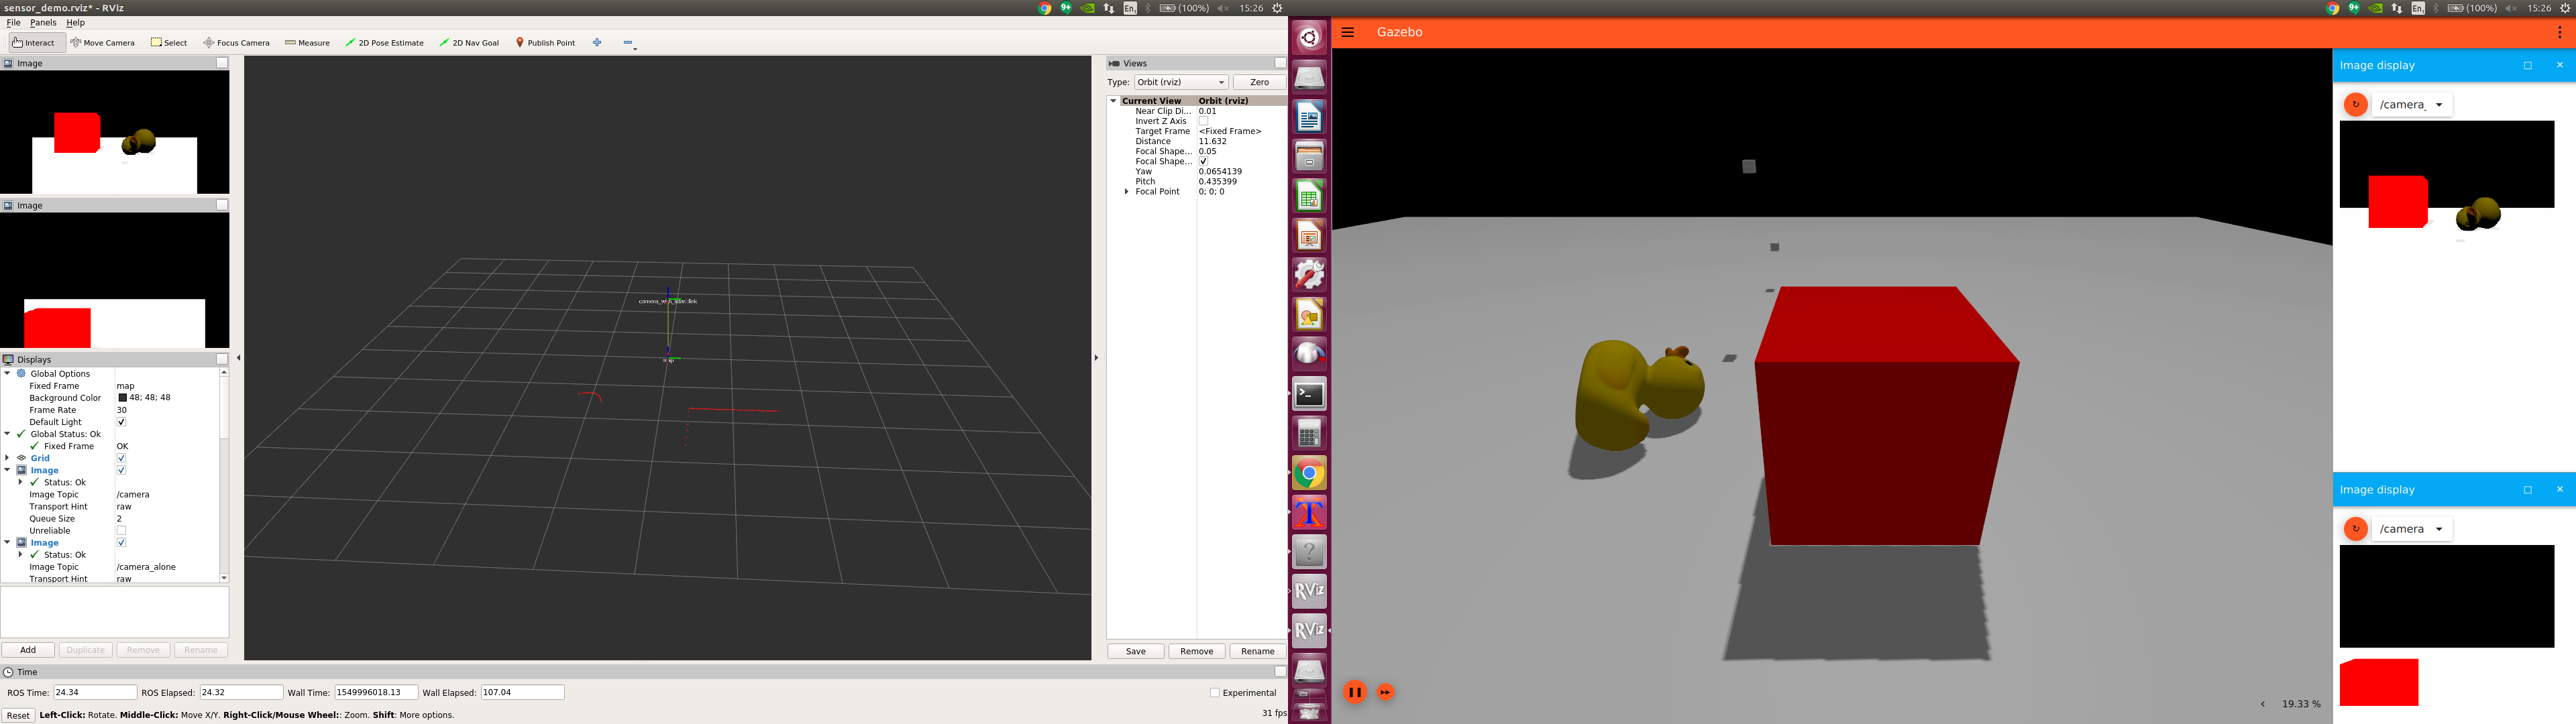 sensor_demo.rviz* - RViz
9+ En (100%) 15:26
File Panels Help
Interact Move Camera Select Focus Camera Measure 2D Pose Estimate 2D Nav Goal Publish Point
Image
Image
Displays
Global Options
Fixed Frame map
Background Color 48; 48; 48
Frame Rate 30
Default Light
Global Status: Ok
Fixed Frame OK
Grid
Image
Status: Ok
Image Topic /camera
Transport Hint raw
Queue Size 2
Unreliable
Image
Status: Ok
Image Topic /camera_alone
Transport Hint raw
Add Duplicate Remove Rename
Views
Type: Orbit (rviz) Zero
Current View Orbit (rviz)
Near Clip Di... 0.01
Invert Z Axis
Target Frame <Fixed Frame>
Distance 11.632
Focal Shape... 0.05
Focal Shape...
Yaw 0.0654139
Pitch 0.435399
Focal Point 0; 0; 0
Save Remove Rename
Time
ROS Time: 24.34 ROS Elapsed: 24.32 Wall Time: 1549996018.13 Wall Elapsed: 107.04 Experimental
Reset Left-Click: Rotate. Middle-Click: Move X/Y. Right-Click/Mouse Wheel:: Zoom. Shift: More options. 31 fps
RViz
RViz
9+ En (100%) 15:26
Gazebo
Image display
/camera_
Image display
/camera
19.33 %